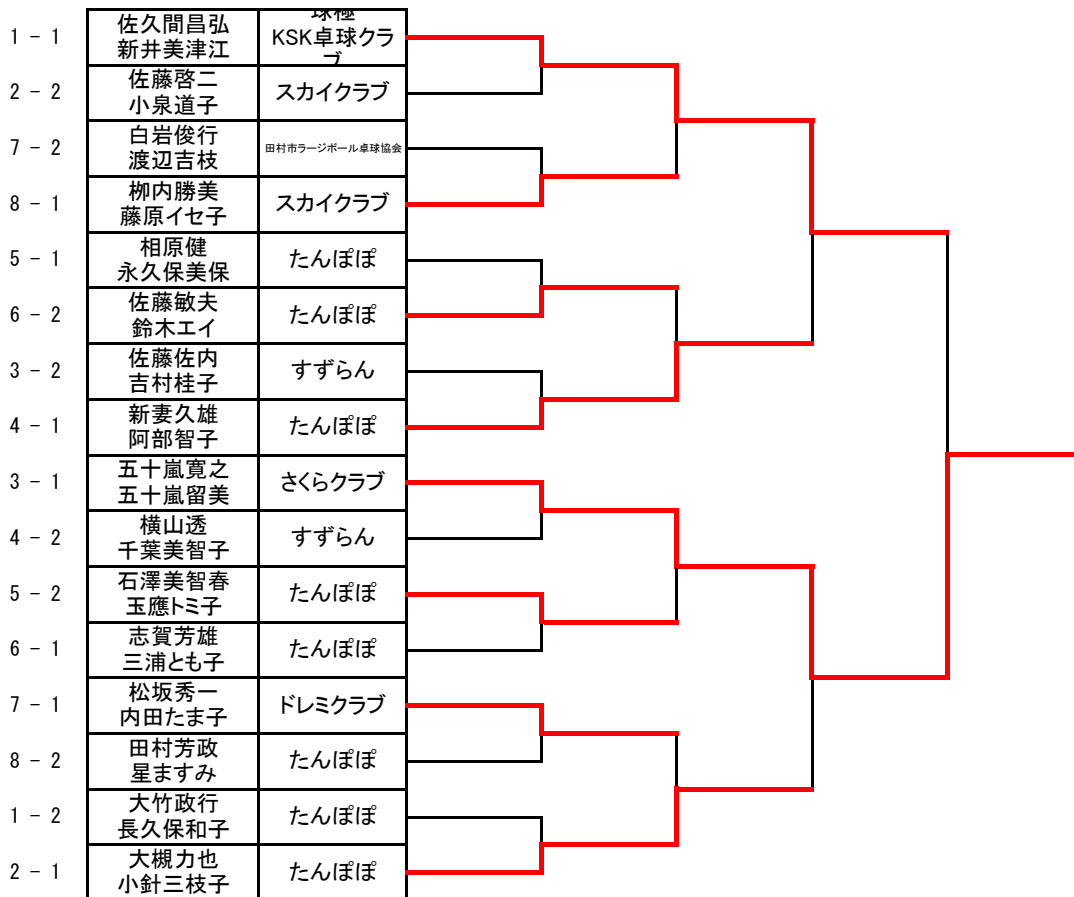 1 - 1
佐久間昌弘
新井美津江
球極
KSK卓球クラ
ブ
2 - 2
佐藤啓二
小泉道子
スカイクラブ
7 - 2
白岩俊行
渡辺吉枝
田村市ラージボール卓球協会
8 - 1
栁内勝美
藤原イセ子
スカイクラブ
5 - 1
相原健
永久保美保
たんぽぽ
6 - 2
佐藤敏夫
鈴木エイ
たんぽぽ
3 - 2
佐藤佐内
吉村桂子
すずらん
4 - 1
新妻久雄
阿部智子
たんぽぽ
3 - 1
五十嵐寛之
五十嵐留美
さくらクラブ
4 - 2
横山透
千葉美智子
すずらん
5 - 2
石澤美智春
玉應トミ子
たんぽぽ
6 - 1
志賀芳雄
三浦とも子
たんぽぽ
7 - 1
松坂秀一
内田たま子
ドレミクラブ
8 - 2
田村芳政
星ますみ
たんぽぽ
1 - 2
大竹政行
長久保和子
たんぽぽ
2 - 1
大槻力也
小針三枝子
たんぽぽ